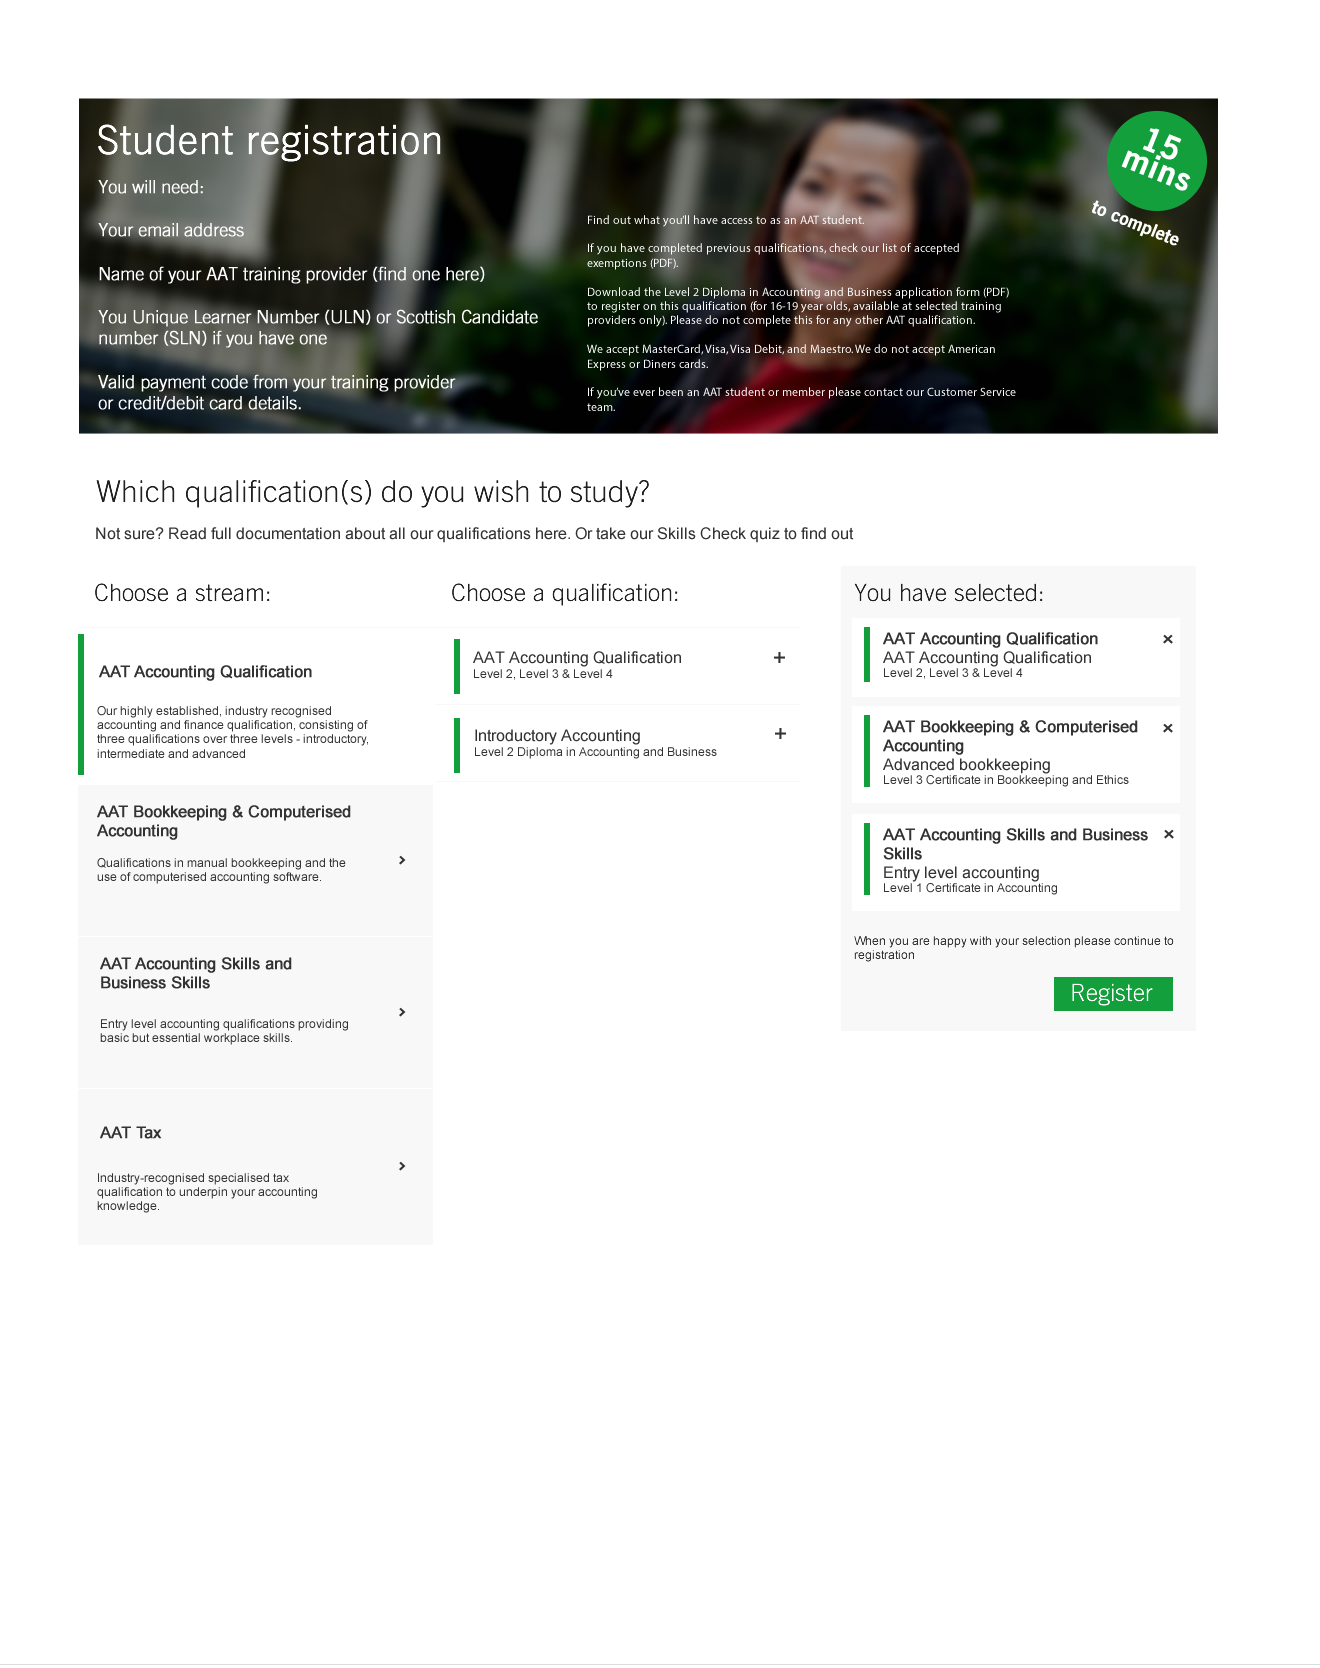 Student registration
You will need:
Your email address
Name of your AAT training provider (find one here)
You Unique Learner Number (ULN) or Scottish Candidate
number (SLN) if you have one
Valid payment code from your training provider
or credit/debit card details.
Find out what you'll have access to as an AAT student.
If you have completed previous qualifications, check our list of accepted
exemptions (PDF).
Download the Level 2 Diploma in Accounting and Business application form (PDF)
to register on this qualification (for 16-19 year olds, available at selected training
providers only). Please do not complete this for any other AAT qualification.
We accept MasterCard, Visa, Visa Debit, and Maestro. We do not accept American
Express or Diners cards.
If you've ever been an AAT student or member please contact our Customer Service
team.
15
mins
to complete
Which qualification(s) do you wish to study?
Not sure? Read full documentation about all our qualifications here. Or take our Skills Check quiz to find out
Choose a stream:
AAT Accounting Qualification
Our highly established, industry recognised
accounting and finance qualification, consisting of
three qualifications over three levels - introductory,
intermediate and advanced
AAT Bookkeeping & Computerised
Accounting
Qualifications in manual bookkeeping and the
use of computerised accounting software.
AAT Accounting Skills and
Business Skills
Entry level accounting qualifications providing
basic but essential workplace skills.
AAT Tax
Industry-recognised specialised tax
qualification to underpin your accounting
knowledge.
Choose a qualification:
AAT Accounting Qualification
Level 2, Level 3 & Level 4
Introductory Accounting
Level 2 Diploma in Accounting and Business
You have selected:
AAT Accounting Qualification
AAT Accounting Qualification
Level 2, Level 3 & Level 4
AAT Bookkeeping & Computerised
Accounting
Advanced bookkeeping
Level 3 Certificate in Bookkeeping and Ethics
AAT Accounting Skills and Business
Skills
Entry level accounting
Level 1 Certificate in Accounting
When you are happy with your selection please continue to
registration
Register